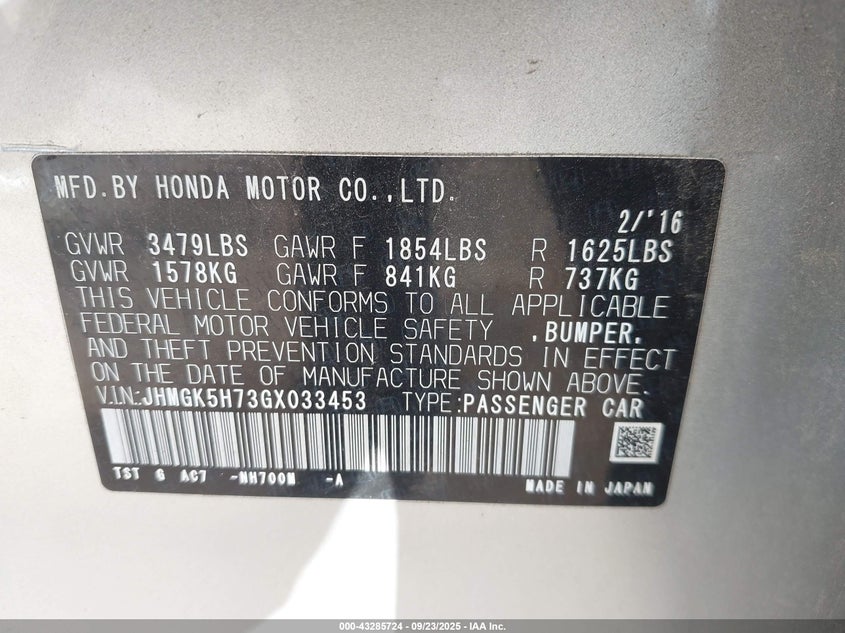 MFD.BY HONDA MOTOR CO.,LTD.
2/'16
GVWR 3479LBS GAWR F 1854LBS R 1625LBS
GVWR 1578KG GAWR F 841KG R 737KG
THIS VEHICLE CONFORMS TO ALL APPLICABLE
FEDERAL MOTOR VEHICLE SAFETY ,BUMPER,
AND THEFT PREVENTION STANDARDS IN EFFECT
ON THE DATE OF MANUFACTURE SHOWN ABOVE.
VIN:JHMGK5H73GX033453 TYPE:PASSENGER CAR
TST G AC7 -NH700M -A
MADE IN JAPAN
000-43285724 - 09/23/2025 - IAA Inc.